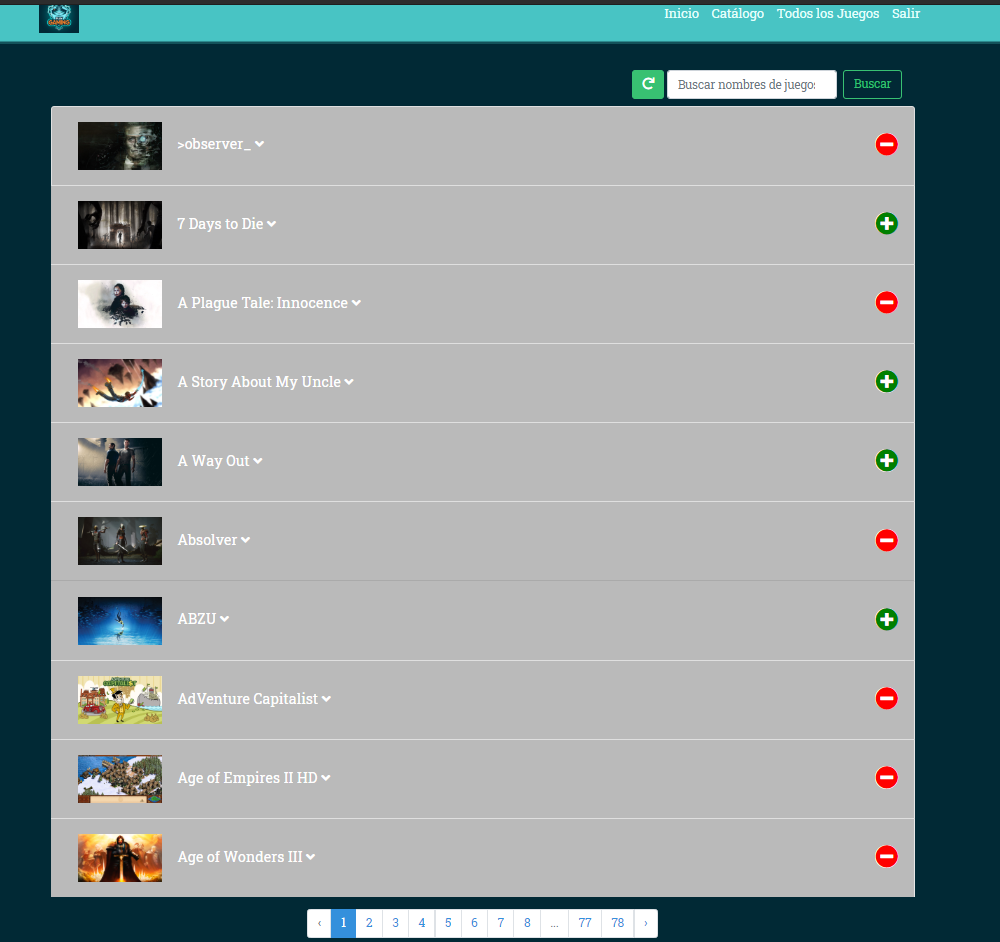 GAMING
Inicio Catálogo Todos los Juegos Salir
Buscar nombres de juegos Buscar
>observer_
7 Days to Die
A Plague Tale: Innocence
A Story About My Uncle
A Way Out
Absolver
ABZU
AdVenture Capitalist
Age of Empires II HD
Age of Wonders III
‹ 1 2 3 4 5 6 7 8 ... 77 78 ›